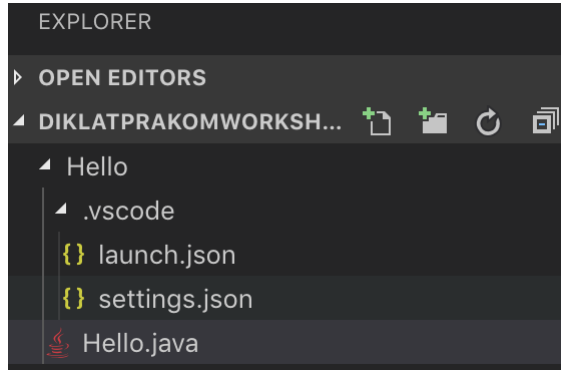 EXPLORER
OPEN EDITORS
DIKLATPRAKOMWORKSH...
Hello
.vscode
{} launch.json
{} settings.json
Hello.java